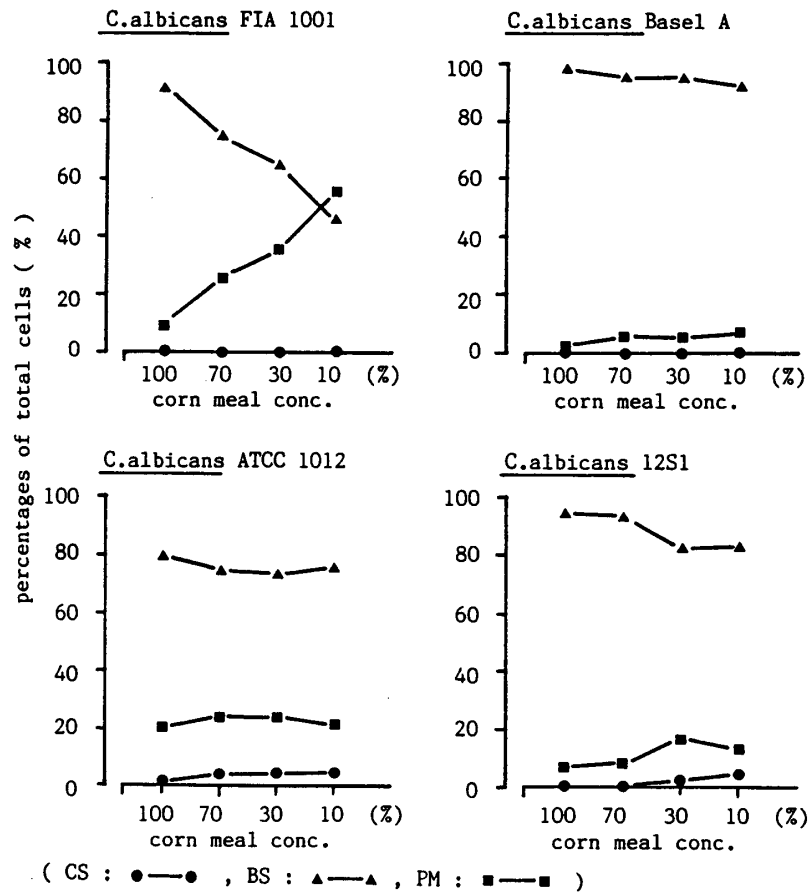 C.albicans FIA 1001
C.albicans Basel A
percentages of total cells ( % )
100
80
60
40
20
0
100 70 30 10 (%)
corn meal conc.
100
80
60
40
20
0
100 70 30 10 (%)
corn meal conc.
C.albicans ATCC 1012
C.albicans 12S1
100
80
60
40
20
0
100 70 30 10 (%)
corn meal conc.
100
80
60
40
20
0
100 70 30 10 (%)
corn meal conc.
( CS : ●—● , BS : ▲—▲ , PM : ■—■ )